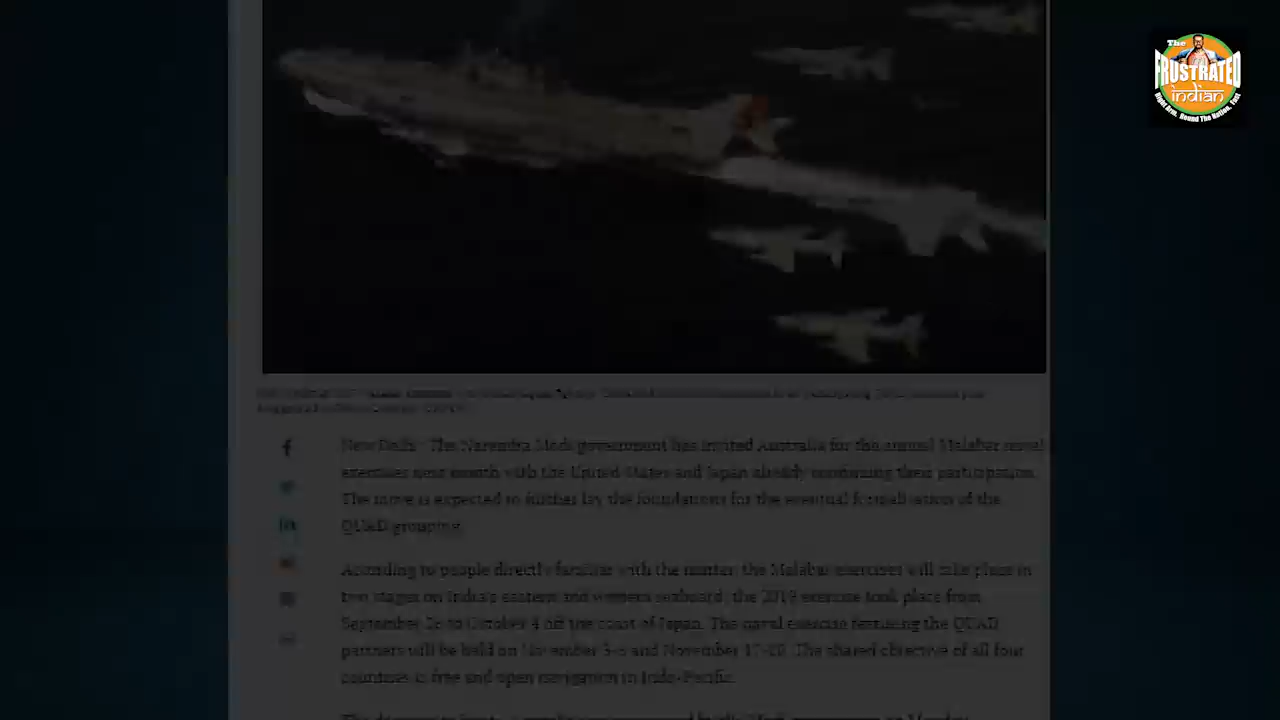 The
FRUSTRATED
indian
Right Arm. Round The Nation. Fast
New Delhi: The Narendra Modi government has invited Australia for the annual Malabar naval
exercises next month with the United States and Japan already confirming their participation.
The move is expected to further lay the foundations for the eventual formalisation of the
QUAD grouping.
According to people directly familiar with the matter, the Malabar exercises will take place in
two stages on India's eastern and western seaboard; the 2019 exercise took place from
September 26 to October 4 off the coast of Japan. The naval exercise featuring the QUAD
partners will be held on November 3-6 and November 17-20. The shared objective of all four
countries is free and open navigation in Indo-Pacific.